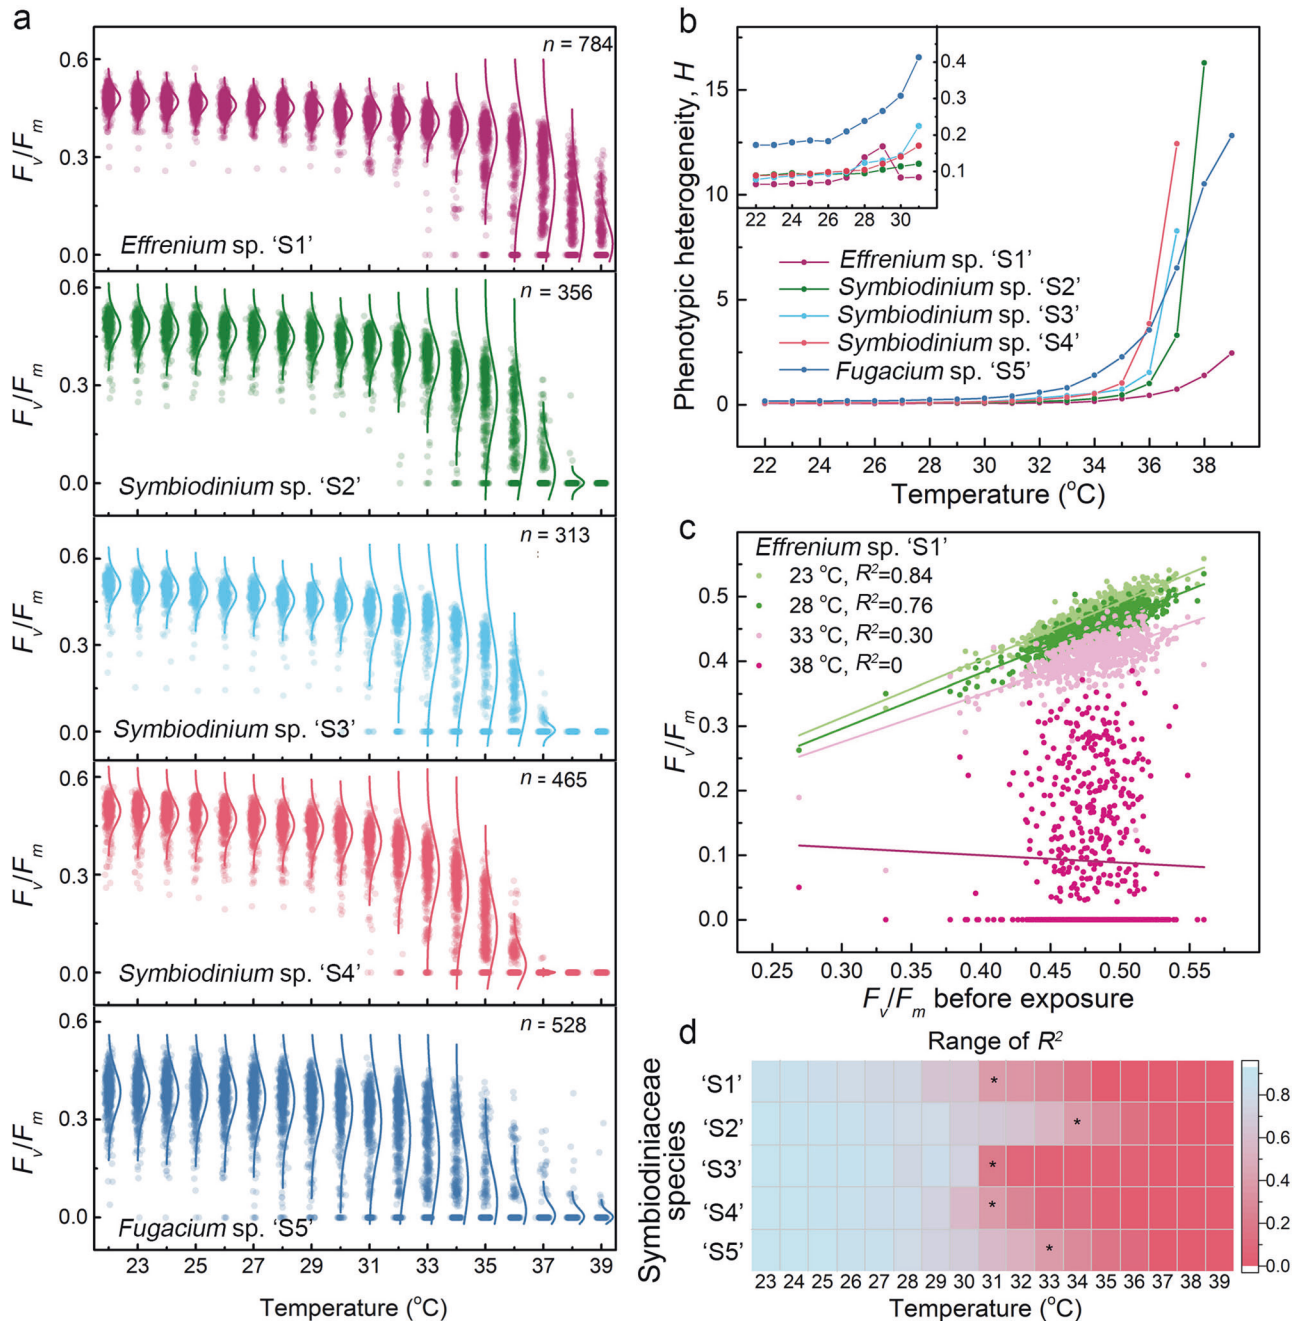 a
0.6
0.3
0.0
Fv/Fm
n = 784
Effrenium sp. ‘S1’
0.6
0.3
0.0
Fv/Fm
n = 356
Symbiodinium sp. ‘S2’
0.6
0.3
0.0
Fv/Fm
n = 313
Symbiodinium sp. ‘S3’
0.6
0.3
0.0
Fv/Fm
n = 465
Symbiodinium sp. ‘S4’
0.6
0.3
0.0
Fv/Fm
n = 528
Fugacium sp. ‘S5’
23 25 27 29 31 33 35 37 39
Temperature (°C)
b
Phenotypic heterogeneity, H
15
10
5
0
0.4
0.3
0.2
0.1
22 24 26 28 30
Effrenium sp. ‘S1’
Symbiodinium sp. ‘S2’
Symbiodinium sp. ‘S3’
Symbiodinium sp. ‘S4’
Fugacium sp. ‘S5’
22 24 26 28 30 32 34 36 38
Temperature (°C)
c
Effrenium sp. ‘S1’
23 °C, R²=0.84
28 °C, R²=0.76
33 °C, R²=0.30
38 °C, R²=0
0.5
0.4
0.3
0.2
0.1
0.0
Fv/Fm
0.25 0.30 0.35 0.40 0.45 0.50 0.55
Fv/Fm before exposure
d
Range of R²
Symbiodiniaceae
species
‘S1’ *
‘S2’ *
‘S3’ *
‘S4’ *
‘S5’ *
0.8
0.6
0.4
0.2
0.0
23 24 25 26 27 28 29 30 31 32 33 34 35 36 37 38 39
Temperature (°C)